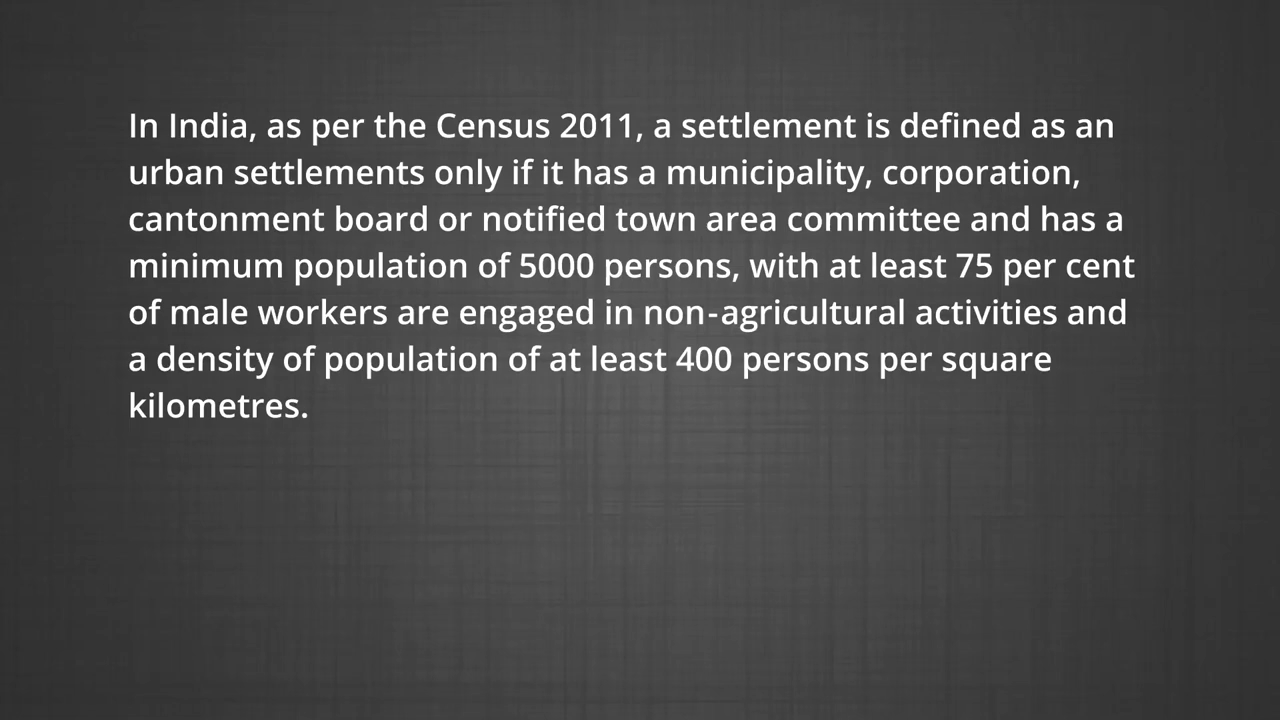 In India, as per the Census 2011, a settlement is defined as an
urban settlements only if it has a municipality, corporation,
cantonment board or notified town area committee and has a
minimum population of 5000 persons, with at least 75 per cent
of male workers are engaged in non-agricultural activities and
a density of population of at least 400 persons per square
kilometres.